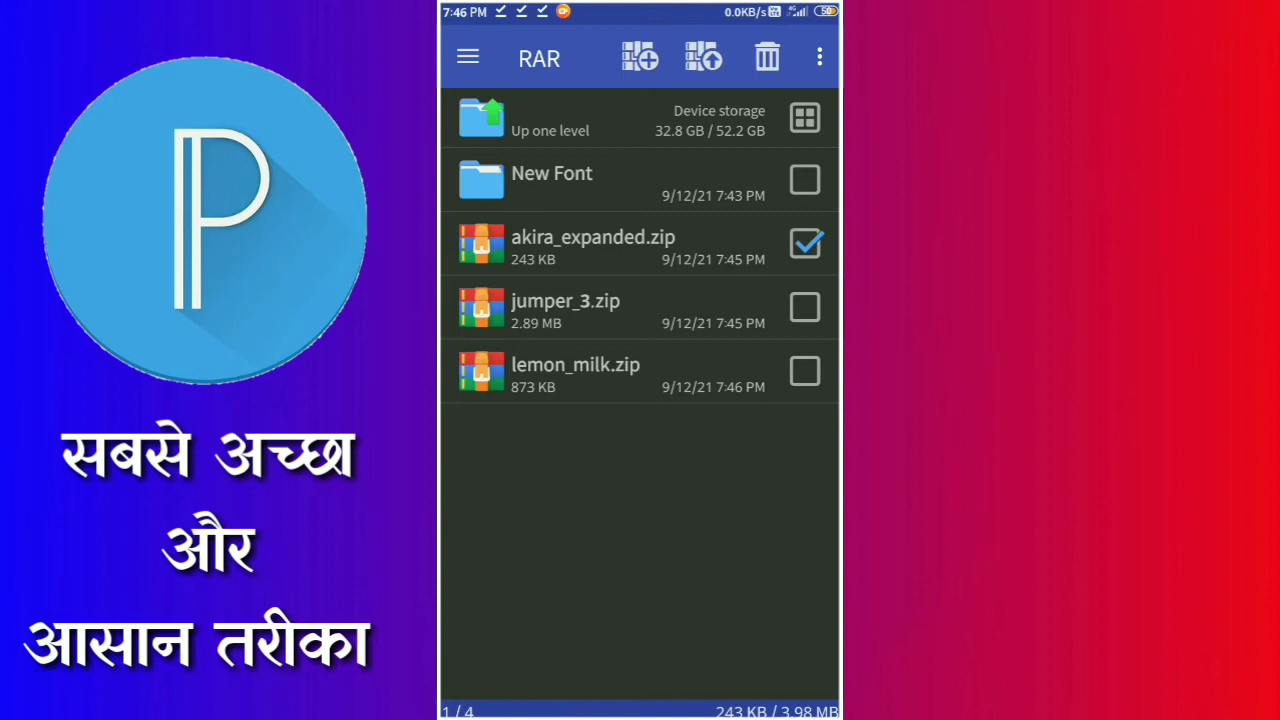 7:46 PM
0.0KB/s
4G
50
RAR
Device storage
Up one level
32.8 GB / 52.2 GB
New Font
9/12/21 7:43 PM
akira_expanded.zip
243 KB
9/12/21 7:45 PM
jumper_3.zip
2.89 MB
9/12/21 7:45 PM
lemon_milk.zip
873 KB
9/12/21 7:46 PM
1 / 4
243 KB / 3.98 MB
P
सबसे अच्छा
और
आसान तरीका